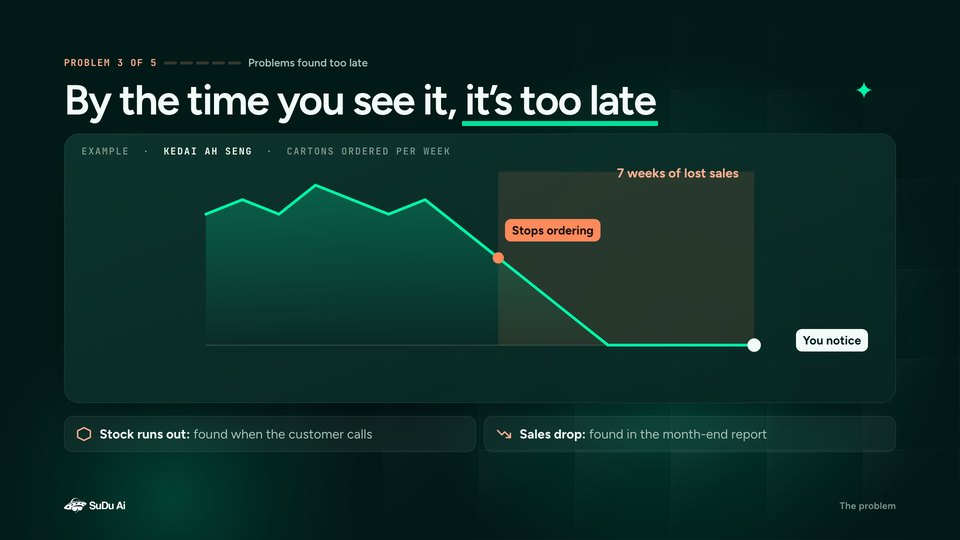 PROBLEM 3 OF 5 Problems found too late
By the time you see it, it's too late
EXAMPLE · KEDAI AH SENG · CARTONS ORDERED PER WEEK
7 weeks of lost sales
Stops ordering
You notice
Stock runs out: found when the customer calls
Sales drop: found in the month-end report
SuDu Ai
The problem